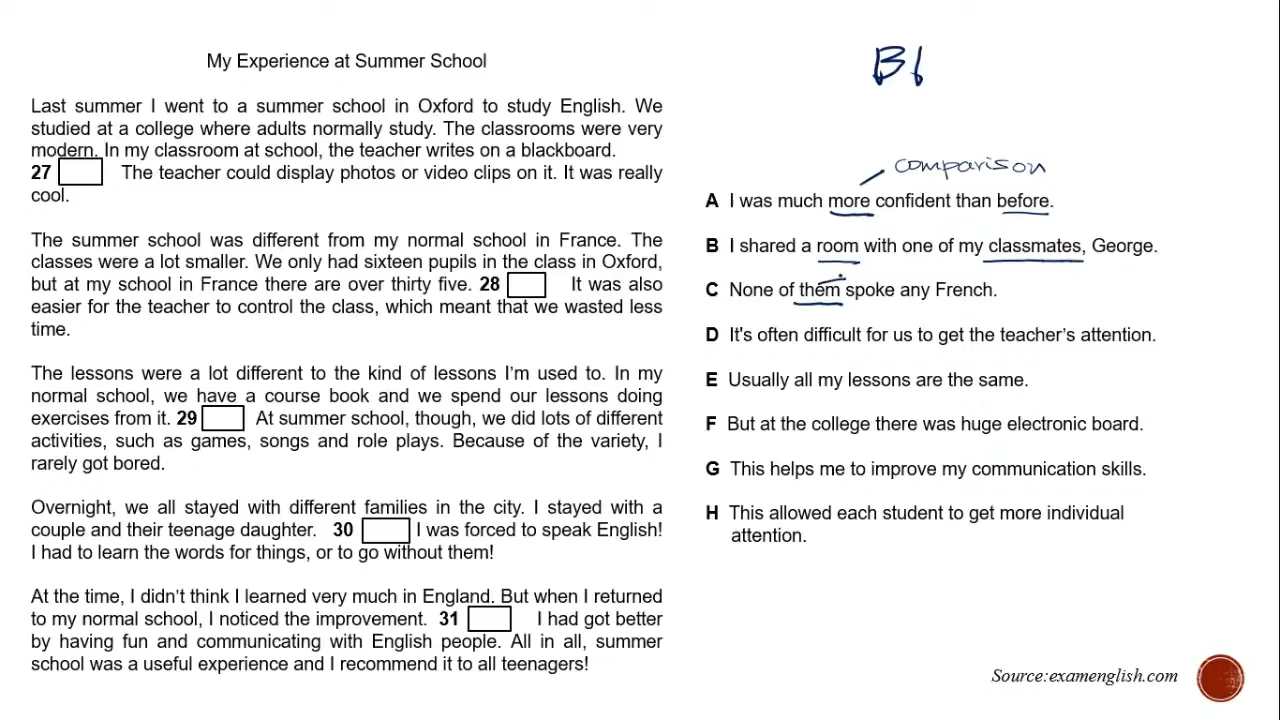 My Experience at Summer School
Last summer I went to a summer school in Oxford to study English. We
studied at a college where adults normally study. The classrooms were very
modern. In my classroom at school, the teacher writes on a blackboard.
27 The teacher could display photos or video clips on it. It was really
cool.
The summer school was different from my normal school in France. The
classes were a lot smaller. We only had sixteen pupils in the class in Oxford,
but at my school in France there are over thirty five. 28 It was also
easier for the teacher to control the class, which meant that we wasted less
time.
The lessons were a lot different to the kind of lessons I'm used to. In my
normal school, we have a course book and we spend our lessons doing
exercises from it. 29 At summer school, though, we did lots of different
activities, such as games, songs and role plays. Because of the variety, I
rarely got bored.
Overnight, we all stayed with different families in the city. I stayed with a
couple and their teenage daughter. 30 I was forced to speak English!
I had to learn the words for things, or to go without them!
At the time, I didn't think I learned very much in England. But when I returned
to my normal school, I noticed the improvement. 31 I had got better
by having fun and communicating with English people. All in all, summer
school was a useful experience and I recommend it to all teenagers!
comparison
A I was much more confident than before.
B I shared a room with one of my classmates, George.
C None of them spoke any French.
D It's often difficult for us to get the teacher's attention.
E Usually all my lessons are the same.
F But at the college there was huge electronic board.
G This helps me to improve my communication skills.
H This allowed each student to get more individual
attention.
Source:examenglish.com